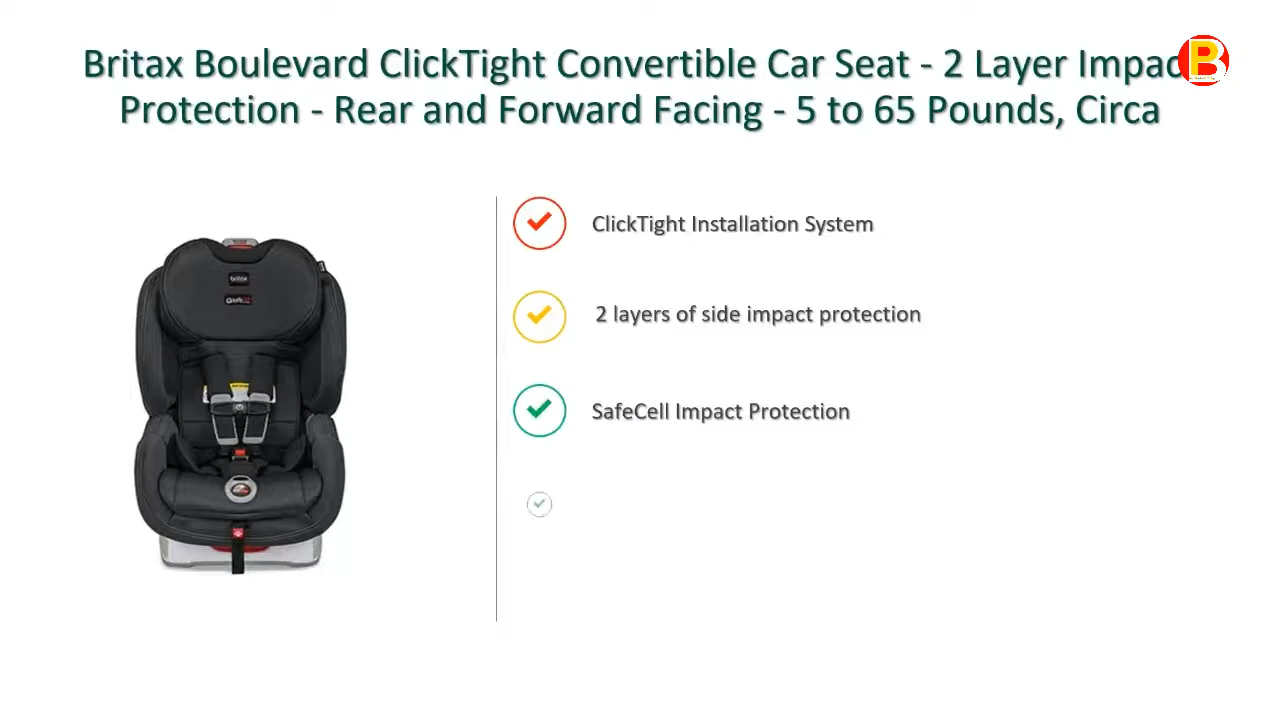 Britax Boulevard ClickTight Convertible Car Seat - 2 Layer Impac
Protection - Rear and Forward Facing - 5 to 65 Pounds, Circa
B
ClickTight Installation System
2 layers of side impact protection
SafeCell Impact Protection
britax